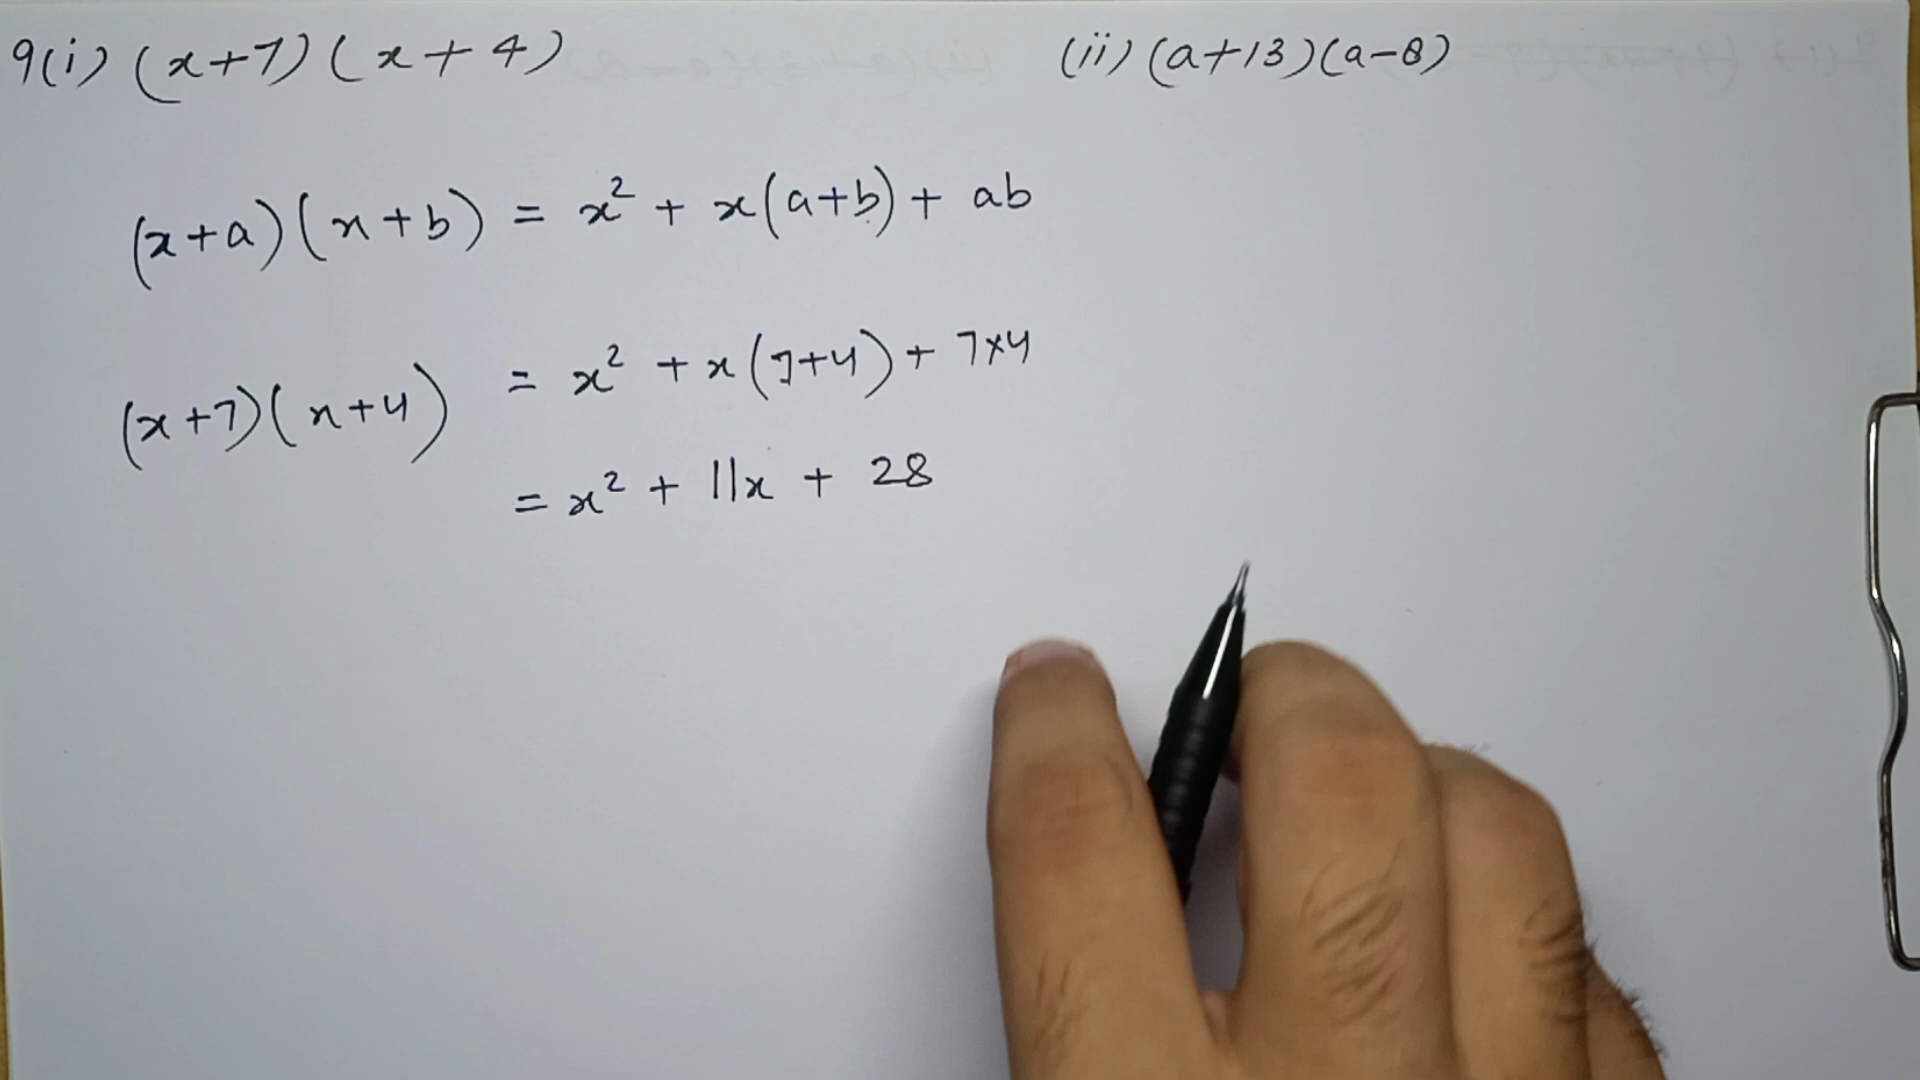 9(i) (x+7)(x+4)
(ii) (a+13)(a-8)
(x+a)(x+b) = x² + x(a+b) + ab
(x+7)(x+4) = x² + x(7+4) + 7×4
= x² + 11x + 28